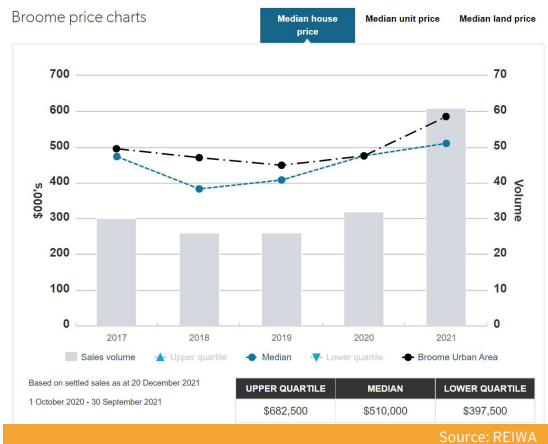 Broome price charts
Median house price
Median unit price
Median land price
700
600
500
400
300
200
100
0
$000's
70
60
50
40
30
20
10
0
Volume
2017 2018 2019 2020 2021
Sales volume Upper quartile Median Lower quartile Broome Urban Area
Based on settled sales as at 20 December 2021
1 October 2020 - 30 September 2021
UPPER QUARTILE MEDIAN LOWER QUARTILE
$682,500 $510,000 $397,500
Source: REIWA